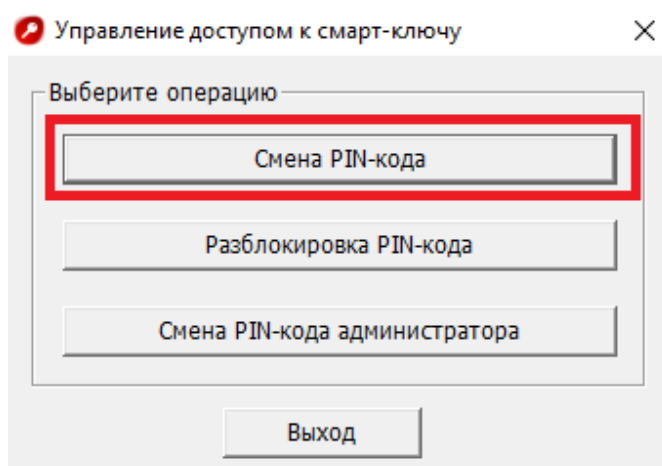 Управление доступом к смарт-ключу
Выберите операцию
Смена PIN-кода
Разблокировка PIN-кода
Смена PIN-кода администратора
Выход